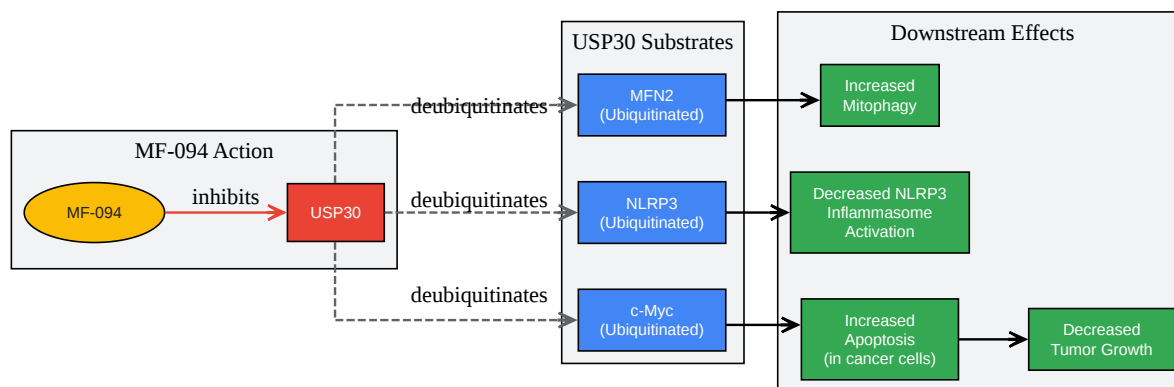 USP30 Substrates
Downstream Effects
MF-094 Action
MF-094
inhibits
USP30
deubiquitinates
deubiquitinates
deubiquitinates
MFN2
(Ubiquitinated)
NLRP3
(Ubiquitinated)
c-Myc
(Ubiquitinated)
Increased
Mitophagy
Decreased NLRP3
Inflammasome
Activation
Increased
Apoptosis
(in cancer cells)
Decreased
Tumor Growth